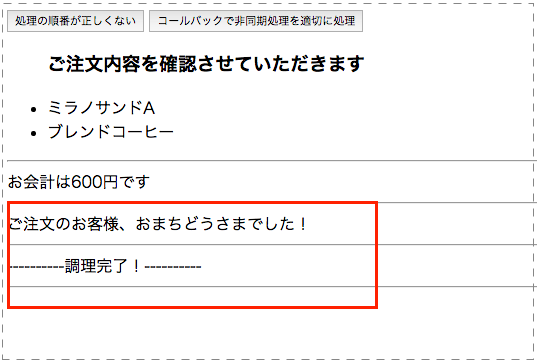 処理の順番が正しくない コールバックで非同期処理を適切に処理
ご注文内容を確認させていただきます
ミラノサンドA
ブレンドコーヒー
お会計は600円です
ご注文のお客様、おまちどうさまでした！
----------調理完了！----------